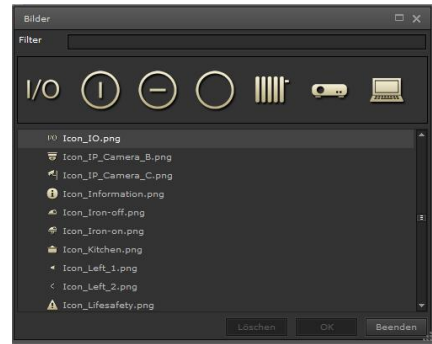 Bilder
Filter
I/O
I/O Icon_IO.png
Icon_IP_Camera_B.png
Icon_IP_Camera_C.png
Icon_Information.png
Icon_Iron-off.png
Icon_Iron-on.png
Icon_Kitchen.png
Icon_Left_1.png
Icon_Left_2.png
Icon_Lifesafety.png
Löschen OK Beenden